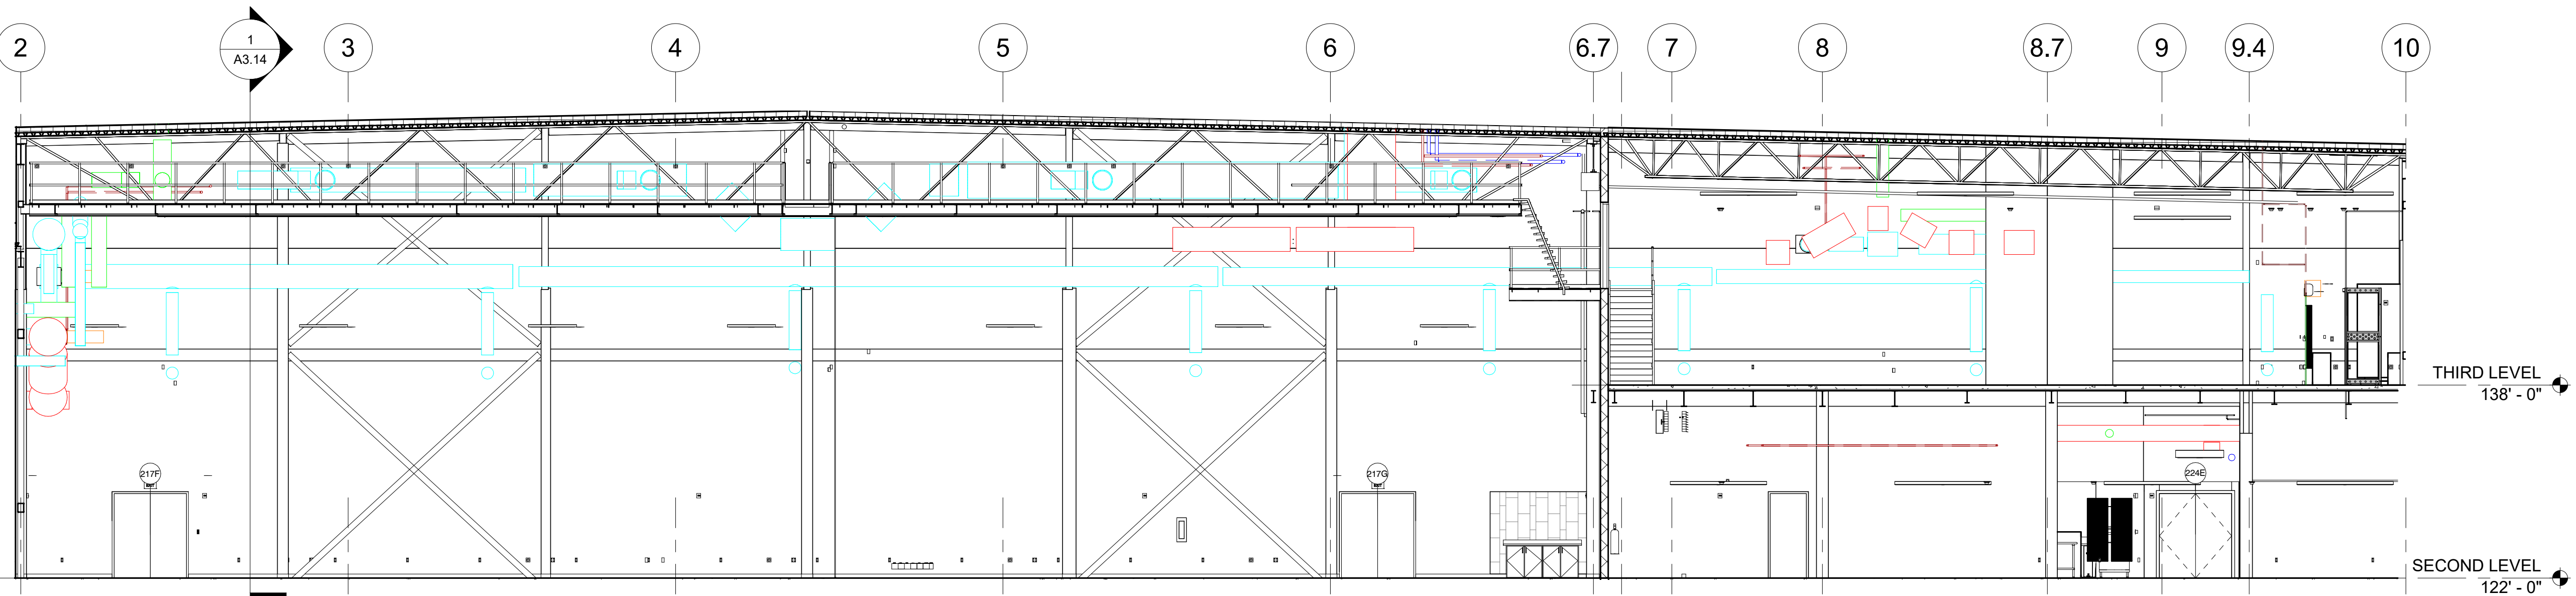 2
1
A3.14
3
4
5
6
6.7
7
8
8.7
9
9.4
10
THIRD LEVEL
138' - 0"
217F
217G
224E
SECOND LEVEL
122' - 0"